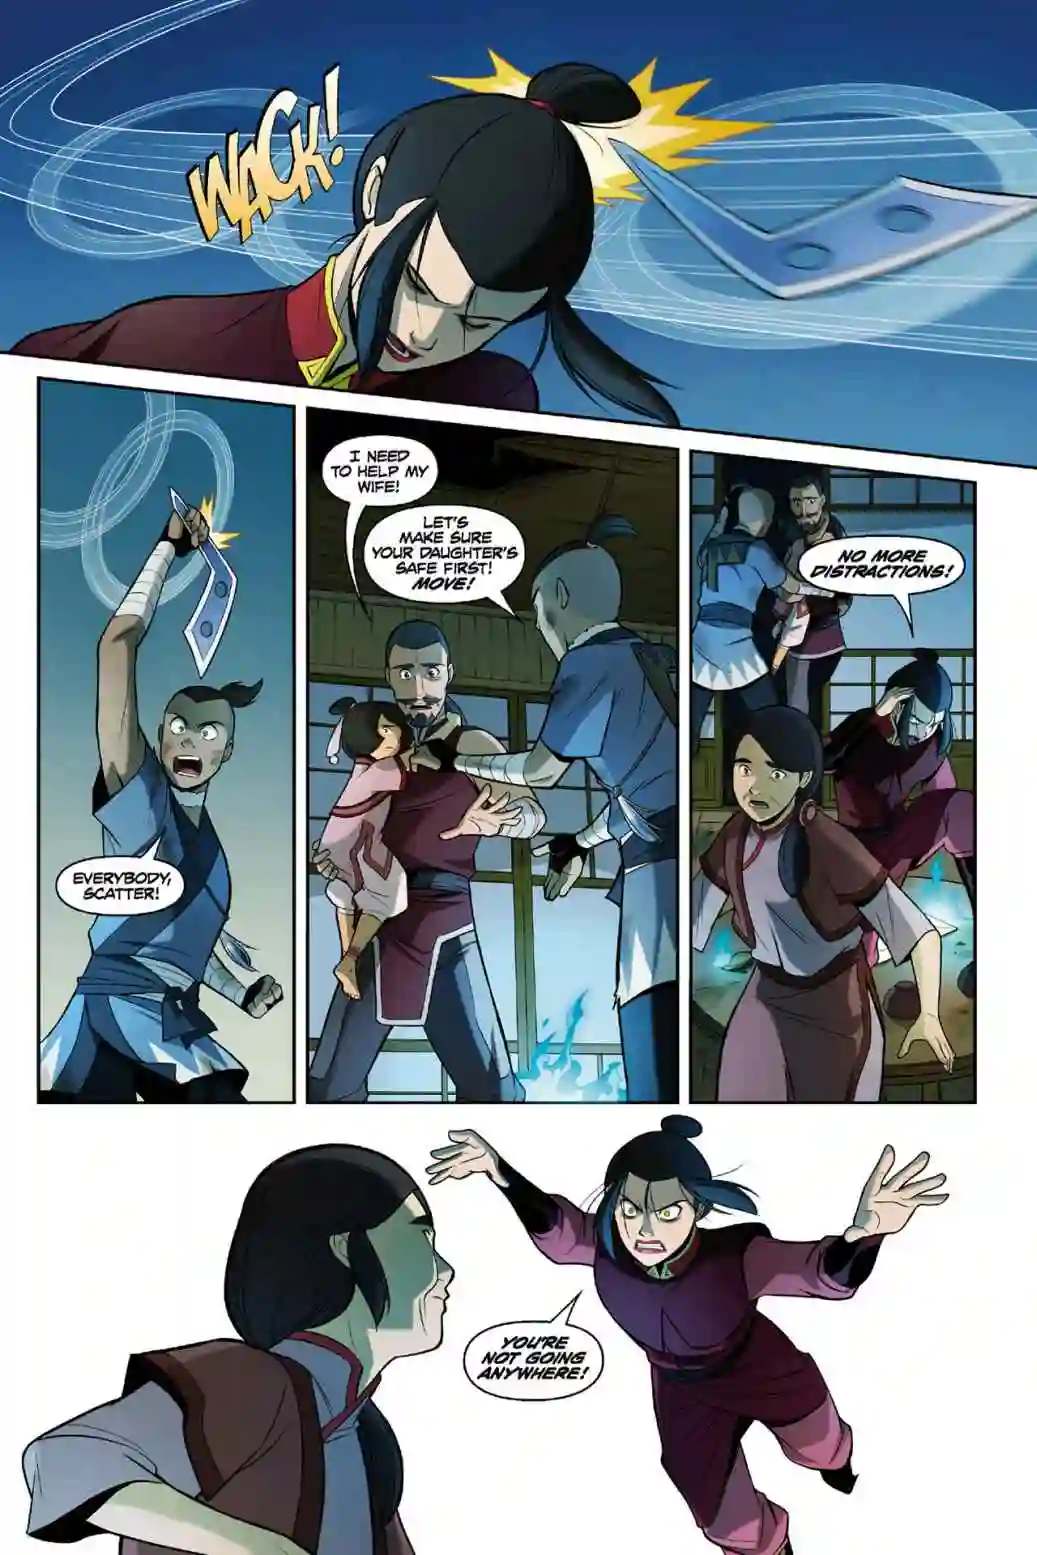 WACK!
I NEED
TO HELP MY
WIFE!
LET'S
MAKE SURE
YOUR DAUGHTER'S
SAFE FIRST!
MOVE!
NO MORE
DISTRACTIONS!
EVERYBODY,
SCATTER!
YOU'RE
NOT GOING
ANYWHERE!